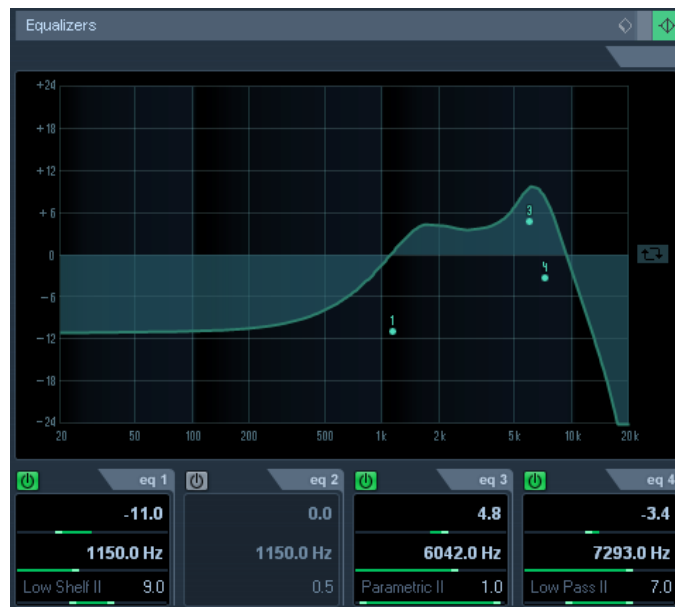 Equalizers
+24
+18
+12
+6
0
-6
-12
-18
-24
1
3
4
20 50 100 200 500 1k 2k 5k 10k 20k
eq 1 eq 2 eq 3 eq 4
-11.0 0.0 4.8 -3.4
1150.0 Hz 1150.0 Hz 6042.0 Hz 7293.0 Hz
Low Shelf II 9.0 0.5 Parametric II 1.0 Low Pass II 7.0